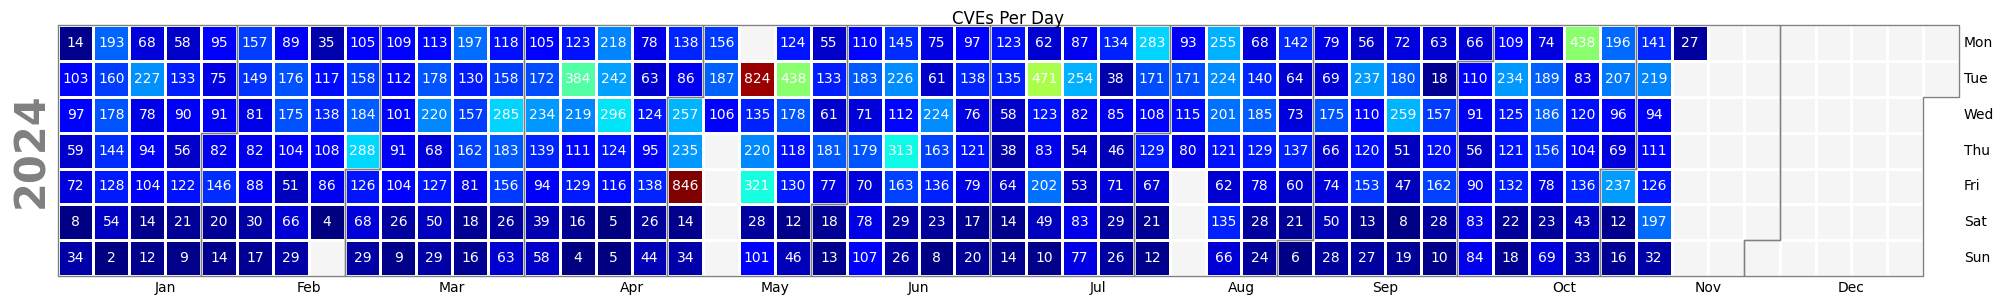 CVEs Per Day
2024
14 193 68 58 95 157 89 35 105 109 113 197 118 105 123 218 78 138 156 124 55 110 145 75 97 123 62 87 134 283 93 255 68 142 79 56 72 63 66 109 74 438 196 141 27 Mon
103 160 227 133 75 149 176 117 158 112 178 130 158 172 384 242 63 86 187 824 438 133 183 226 61 138 135 471 254 38 171 171 224 140 64 69 237 180 18 110 234 189 83 207 219 Tue
97 178 78 90 91 81 175 138 184 101 220 157 285 234 219 296 124 257 106 135 178 61 71 112 224 76 58 123 82 85 108 115 201 185 73 175 110 259 157 91 125 186 120 96 94 Wed
59 144 94 56 82 82 104 108 288 91 68 162 183 139 111 124 95 235 220 118 181 179 313 163 121 38 83 54 46 129 80 121 129 137 66 120 51 120 56 121 156 104 69 111 Thu
72 128 104 122 146 88 51 86 126 104 127 81 156 94 129 116 138 846 321 130 77 70 163 136 79 64 202 53 71 67 62 78 60 74 153 47 162 90 132 78 136 237 126 Fri
8 54 14 21 20 30 66 4 68 26 50 18 26 39 16 5 26 14 28 12 18 78 29 23 17 14 49 83 29 21 135 28 21 50 13 8 28 83 22 23 43 12 197 Sat
34 2 12 9 14 17 29 29 9 29 16 63 58 4 5 44 34 101 46 13 107 26 8 20 14 10 77 26 12 66 24 6 28 27 19 10 84 18 69 33 16 32 Sun
Jan Feb Mar Apr May Jun Jul Aug Sep Oct Nov Dec